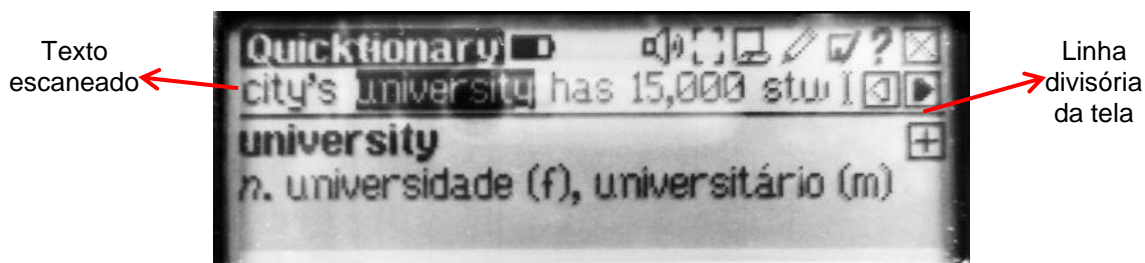 Texto
escaneado
Quicktionary ?
city's university has 15,000 stu
university
n. universidade (f), universitário (m)
Linha
divisória
da tela